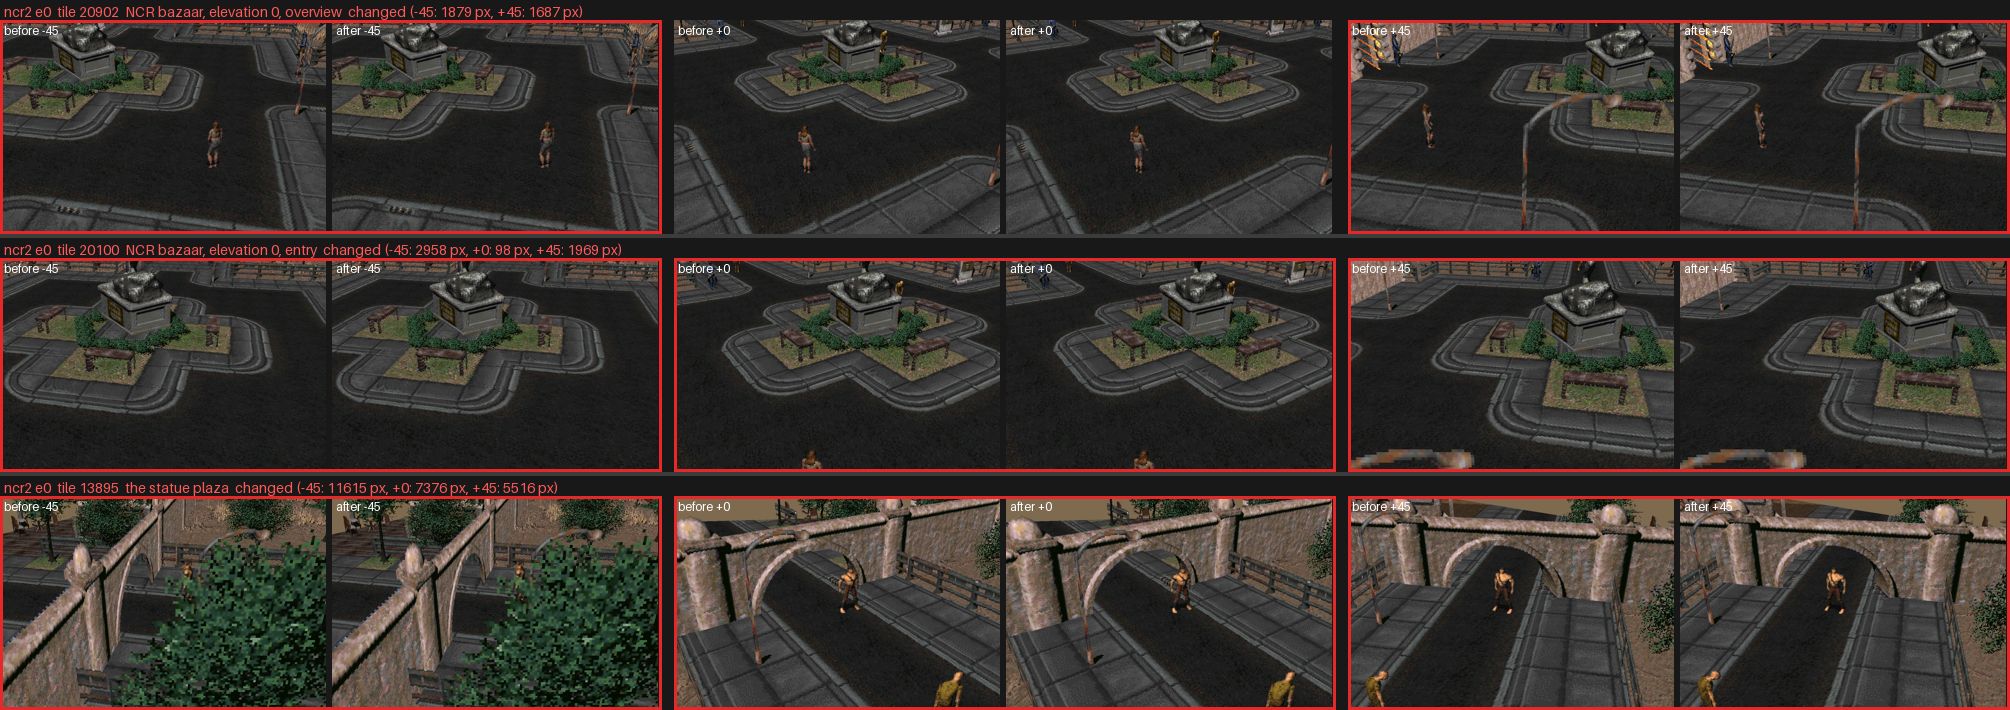 ncr2 e0 tile 20902 NCR bazaar, elevation 0, overview changed (-45: 1879 px, +45: 1687 px)
before -45 after -45 before +0 after +0 before +45 after +45
ncr2 e0 tile 20100 NCR bazaar, elevation 0, entry changed (-45: 2958 px, +0: 98 px, +45: 1969 px)
before -45 after -45 before +0 after +0 before +45 after +45
ncr2 e0 tile 13895 the statue plaza changed (-45: 11615 px, +0: 7376 px, +45: 5516 px)
before -45 after -45 before +0 after +0 before +45 after +45